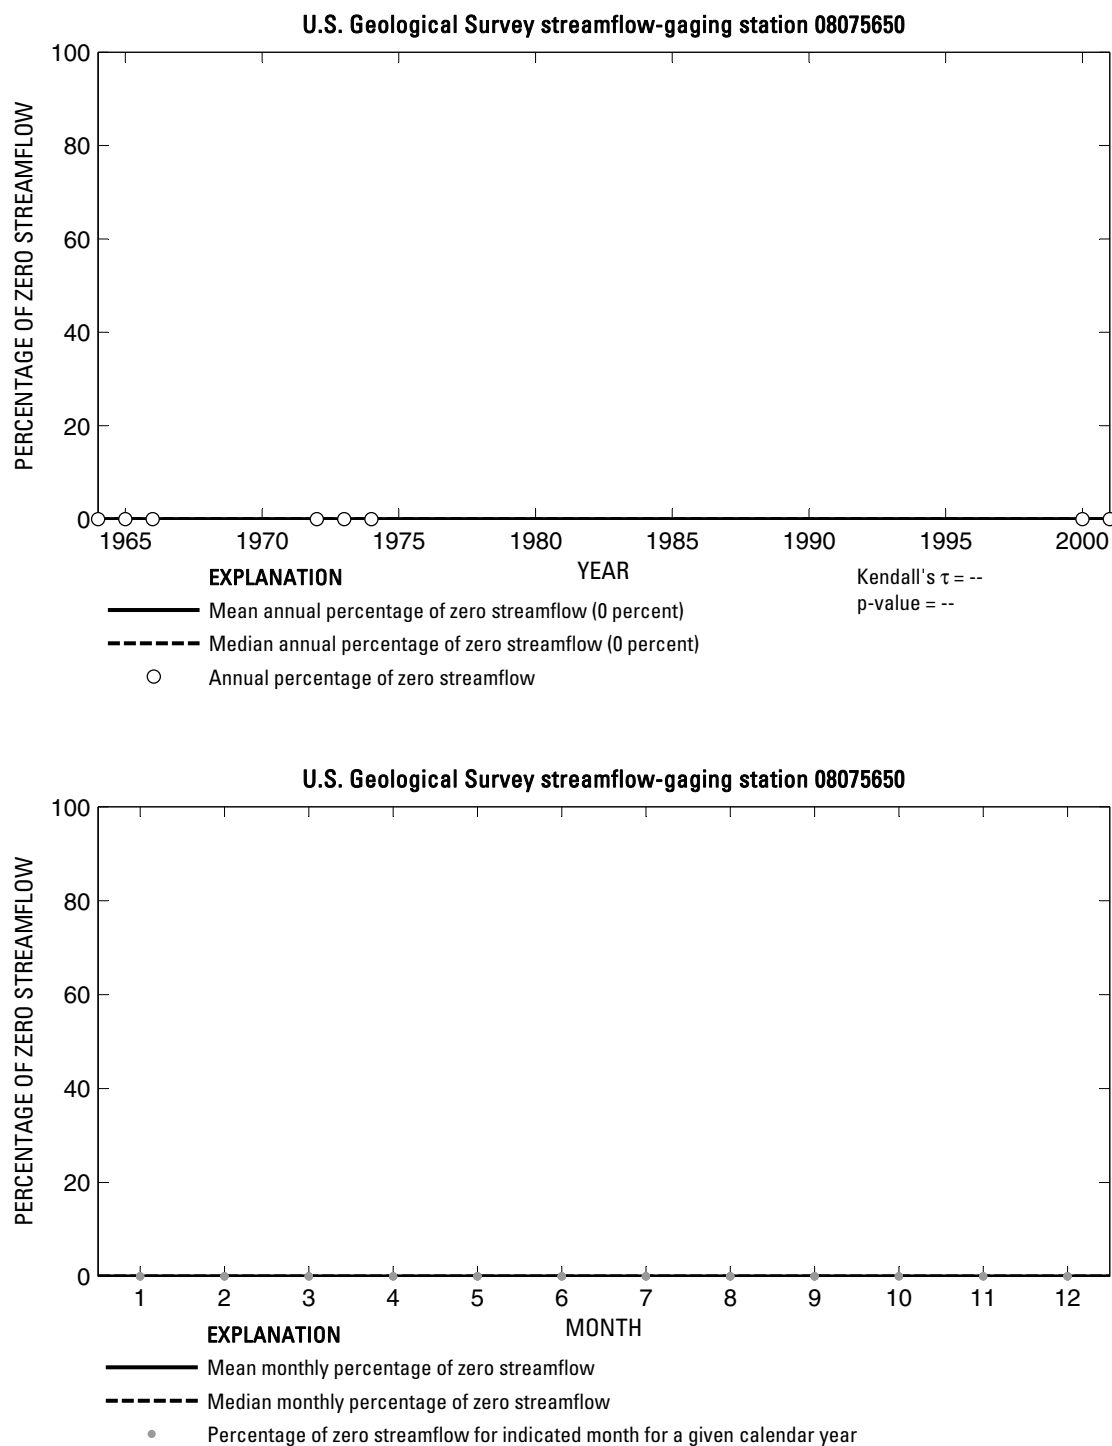 U.S. Geological Survey streamflow-gaging station 08075650
100
80
60
40
20
0
PERCENTAGE OF ZERO STREAMFLOW
1965 1970 1975 1980 1985 1990 1995 2000
YEAR
EXPLANATION
Mean annual percentage of zero streamflow (0 percent)
Median annual percentage of zero streamflow (0 percent)
Annual percentage of zero streamflow
Kendall's τ = --
p-value = --
U.S. Geological Survey streamflow-gaging station 08075650
100
80
60
40
20
0
PERCENTAGE OF ZERO STREAMFLOW
1 2 3 4 5 6 7 8 9 10 11 12
MONTH
EXPLANATION
Mean monthly percentage of zero streamflow
Median monthly percentage of zero streamflow
Percentage of zero streamflow for indicated month for a given calendar year